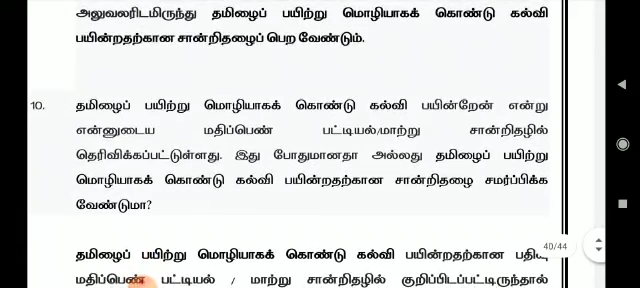 அலுவலரிடமிருந்து தமிழைப் பயிற்று மொழியாகக் கொண்டு கல்வி
பயின்றதற்கான சான்றிதழைப் பெற வேண்டும்.
10. தமிழைப் பயிற்று மொழியாகக் கொண்டு கல்வி பயின்றேன் என்று
என்னுடைய மதிப்பெண் பட்டியல்/மாற்று சான்றிதழில்
தெரிவிக்கப்பட்டுள்ளது. இது போதுமானதா அல்லது தமிழைப் பயிற்று
மொழியாகக் கொண்டு கல்வி பயின்றதற்கான சான்றிதழை சமர்ப்பிக்க
வேண்டுமா?
40/44
தமிழைப் பயிற்று மொழியாகக் கொண்டு கல்வி பயின்றதற்கான
மதிப்பெண் பட்டியல் / மாற்று சான்றிதழில் குறிப்பிடப்பட்டிருந்தால்